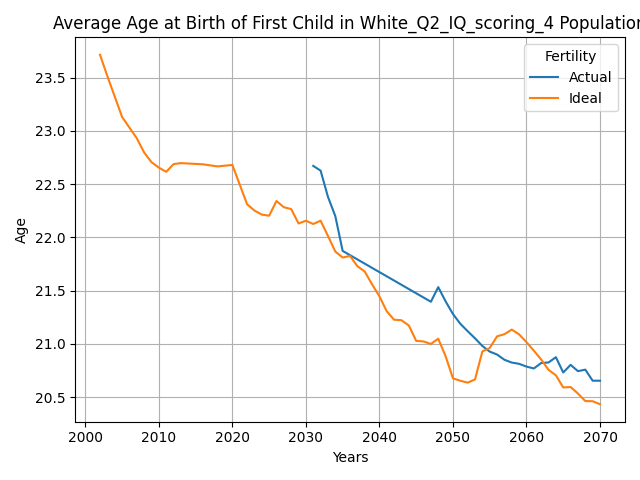 Average Age at Birth of First Child in White_Q2_IQ_scoring_4 Population
Fertility
Actual
Ideal
23.5
23.0
22.5
22.0
21.5
21.0
20.5
Age
2000 2010 2020 2030 2040 2050 2060 2070
Years